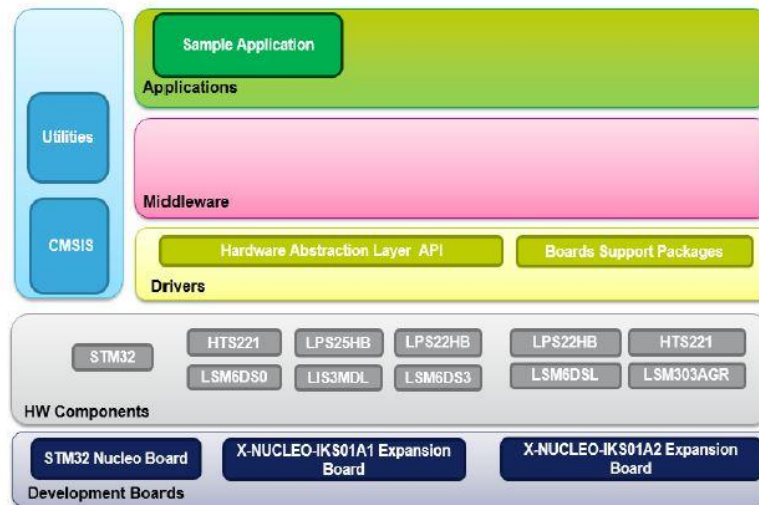 Sample Application
Applications
Utilities
Middleware
CMSIS
Hardware Abstraction Layer API
Boards Support Packages
Drivers
STM32
HTS221
LPS25HB
LPS22HB
LPS22HB
HTS221
LSM6DS0
LIS3MDL
LSM6DS3
LSM6DSL
LSM303AGR
HW Components
STM32 Nucleo Board
X-NUCLEO-IKS01A1 Expansion
Board
X-NUCLEO-IKS01A2 Expansion
Board
Development Boards